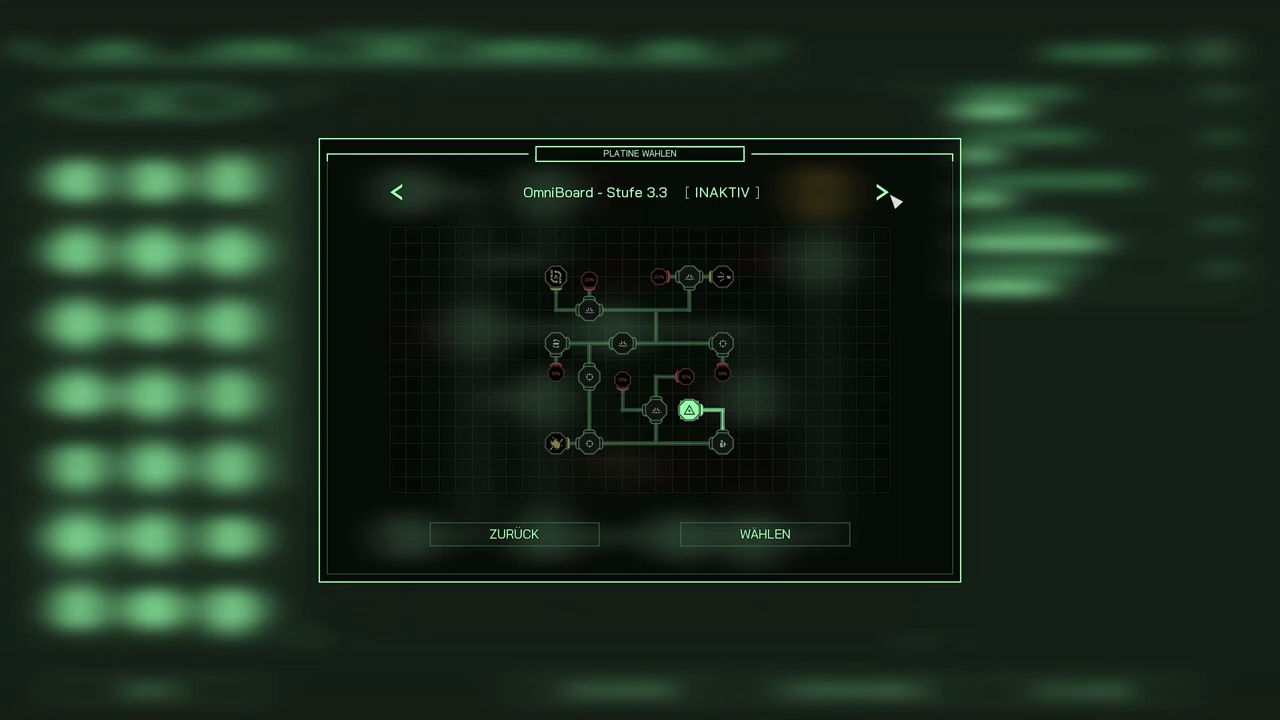 PLATINE WÄHLEN
OmniBoard - Stufe 3.3 [ INAKTIV ]
ZURÜCK
WÄHLEN